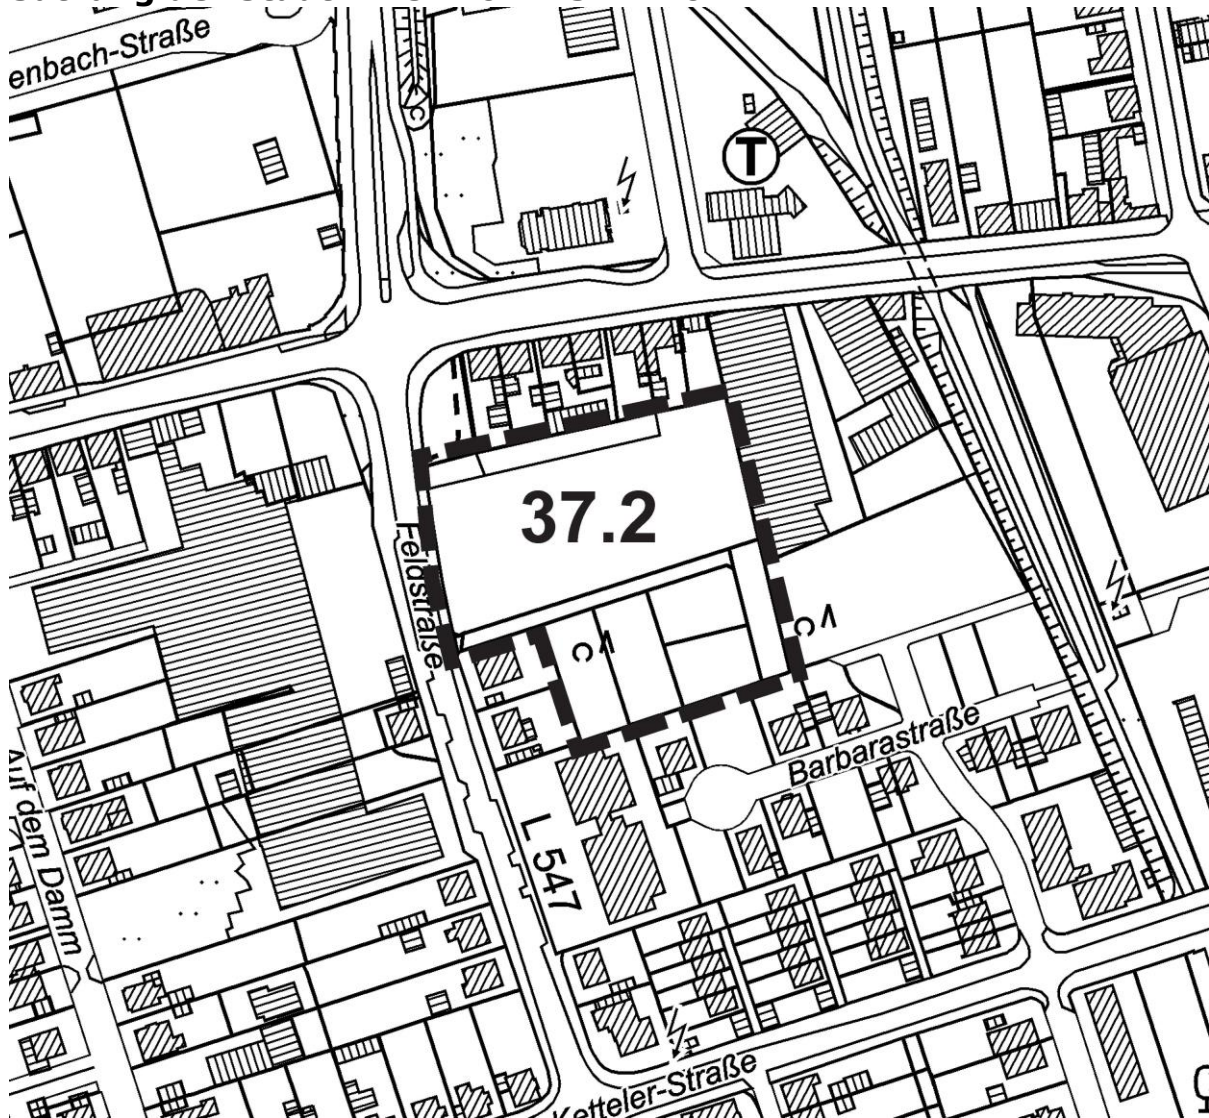 enbach-Straße
T
37.2
Feldstraße
Barbarastraße
L 547
Auf dem Damm
Ketteler-Straße